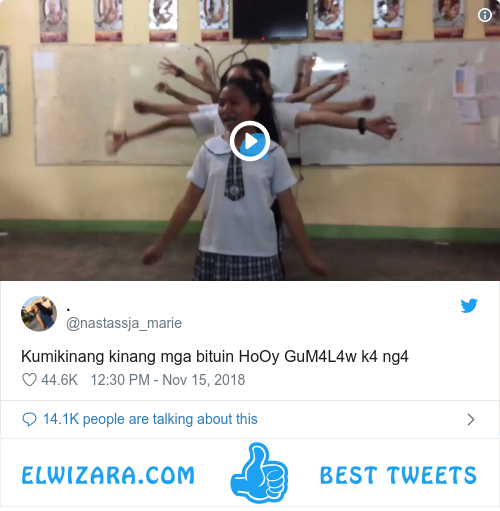 .
@nastassja_marie
Kumikinang kinang mga bituin HoOy GuM4L4w k4 ng4
44.6K 12:30 PM - Nov 15, 2018
14.1K people are talking about this
ELWIZARA.COM BEST TWEETS